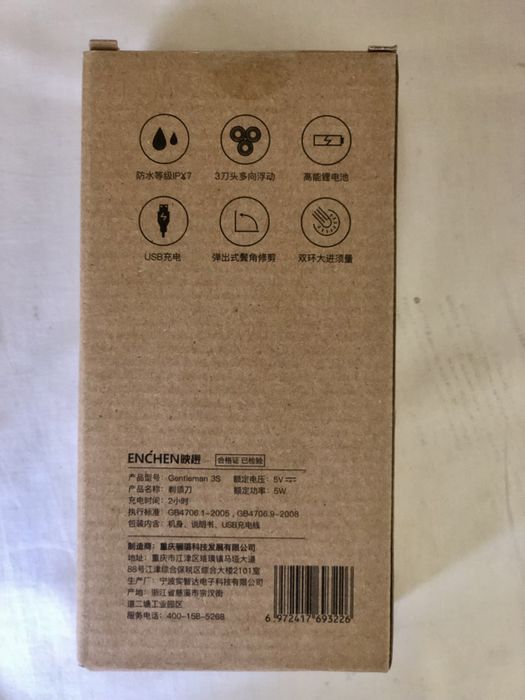 防水等级IPX7
3刀头多向浮动
高能锂电池
USB充电
弹出式鬓角修剪
双环大进须量
ENCHEN映趣
合格证 已检验
产品型号: Gentleman 3S 额定电压: 5V
产品名称: 剃须刀 额定功率: 5W
充电时间: 2小时
执行标准: GB4706.1-2005 , GB4706.9-2008
包装内含: 机身、说明书、USB充电线
制造商: 重庆骊骝科技发展有限公司
地址: 重庆市江津区珞璜镇马垭大道
88号江津综合保税区综合大楼2101室
生产厂: 宁波实智达电子科技有限公司
产地: 浙江省慈溪市宗汉街
道二塘工业园区
服务电话: 400-158-5268
6 972417 693226